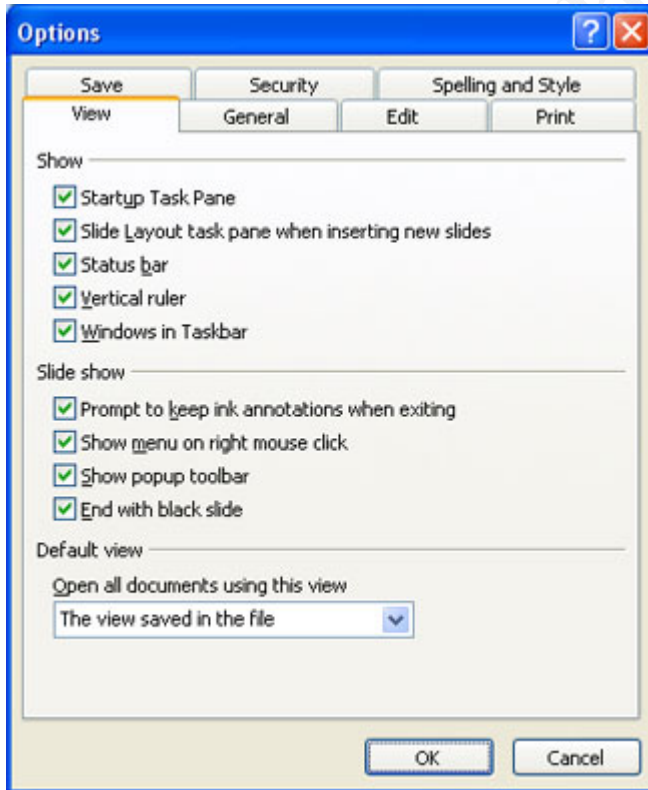 Options
Save Security Spelling and Style
View General Edit Print
Show
Startup Task Pane
Slide Layout task pane when inserting new slides
Status bar
Vertical ruler
Windows in Taskbar
Slide show
Prompt to keep ink annotations when exiting
Show menu on right mouse click
Show popup toolbar
End with black slide
Default view
Open all documents using this view
The view saved in the file
OK Cancel